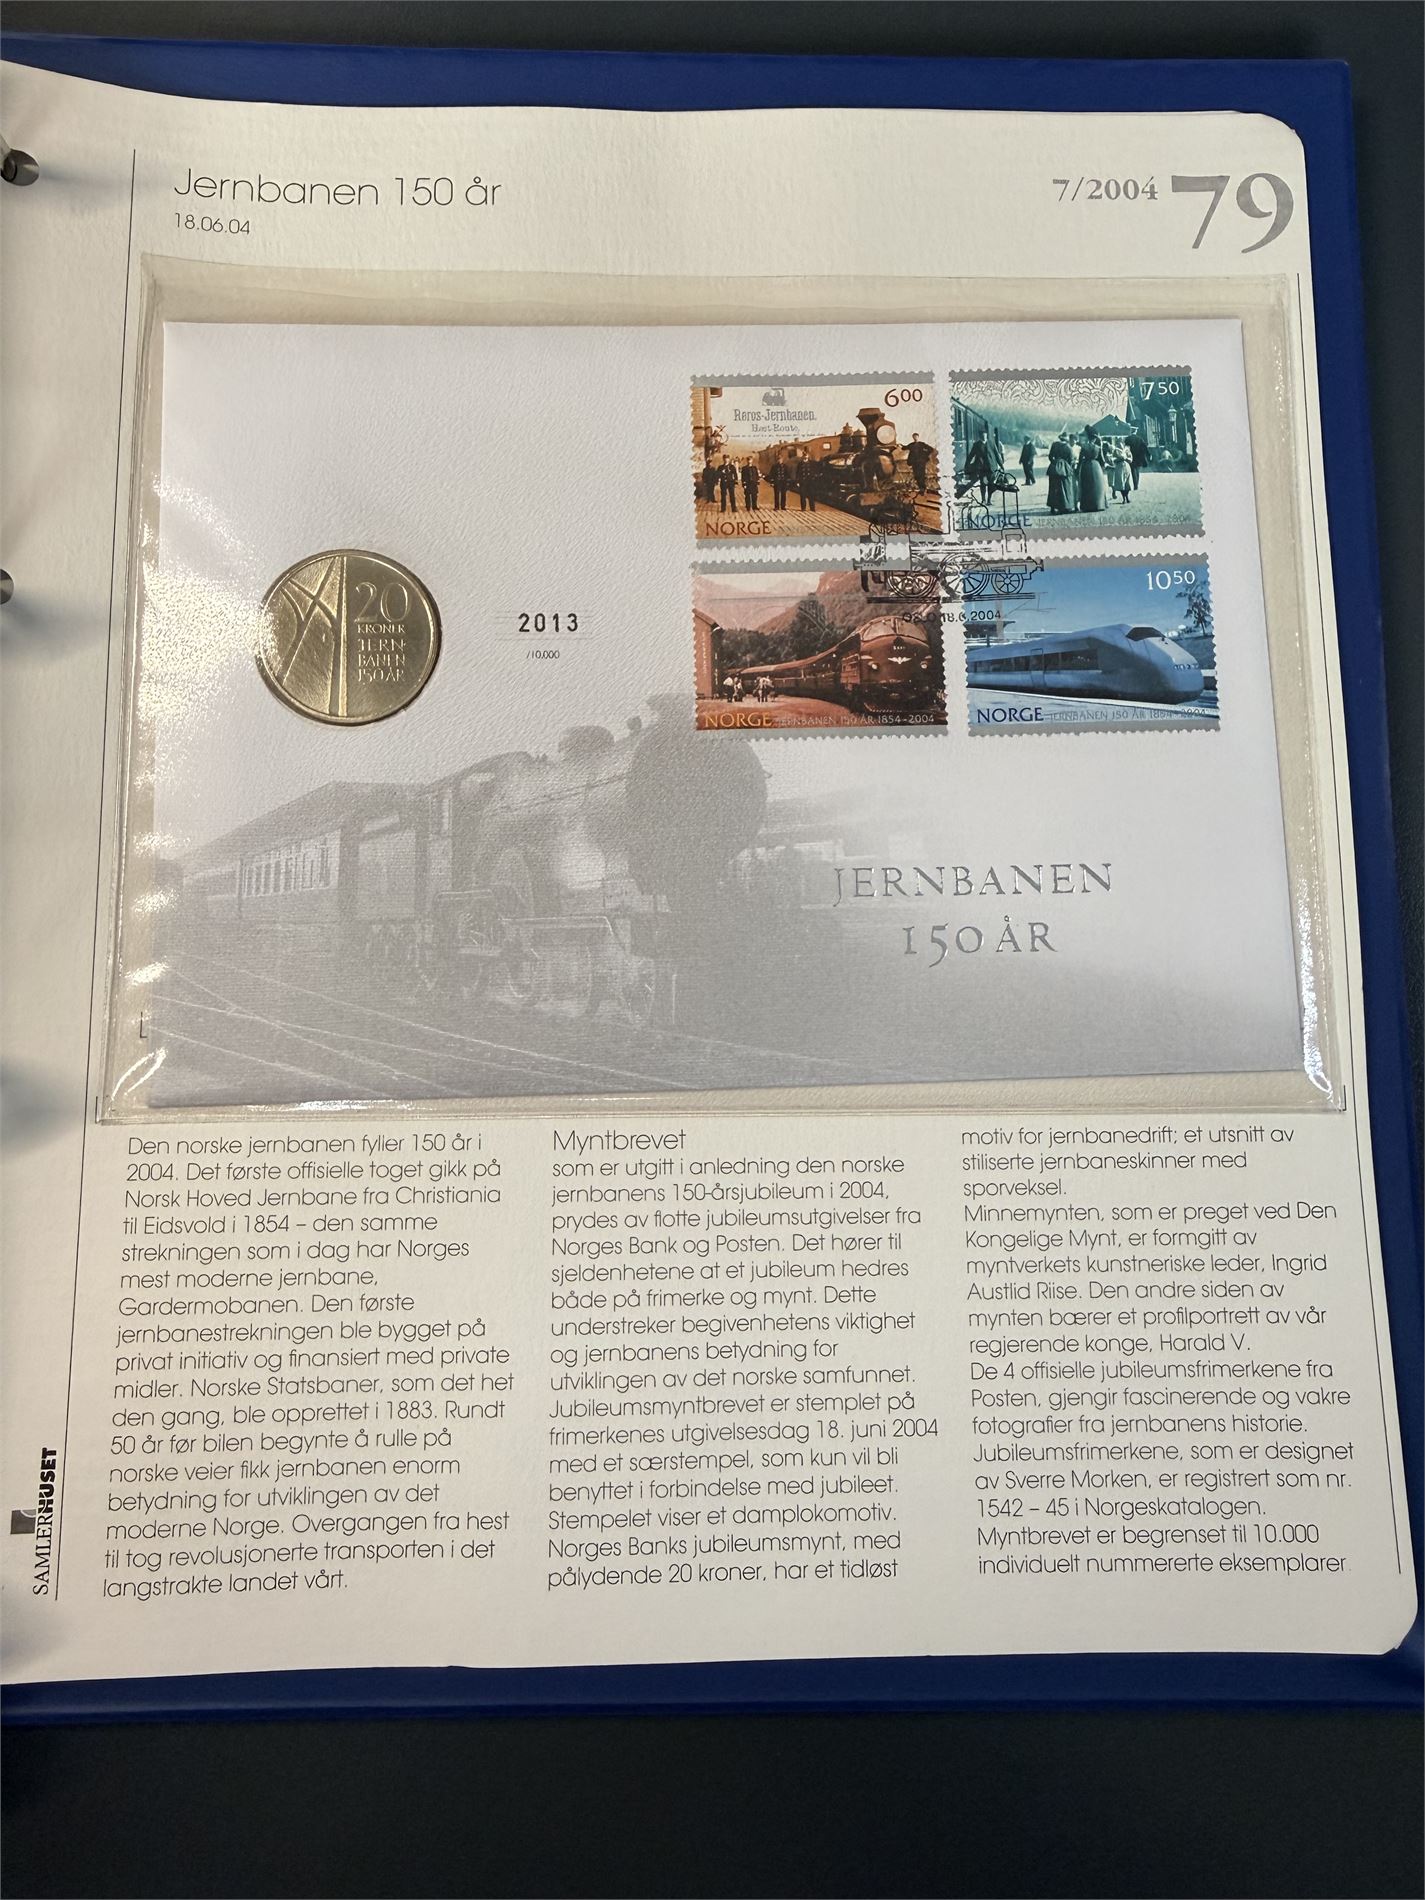 Jernbanen 150 år
18.06.04
7/2004 79
6 00
Røros-Jernbanen.
Høst-Route.
NORGE
7 50
NORGE JERNBANEN 150 ÅR 1854-2004
NORGE JERNBANEN 150 ÅR 1854-2004
10 50
NORGE JERNBANEN 150 ÅR 1854-2004
OSLO 18.6.2004
20
KRONER
JERN-
BANEN
150 ÅR
2013
/10.000
JERNBANEN
150 ÅR
Den norske jernbanen fyller 150 år i
2004. Det første offisielle toget gikk på
Norsk Hoved Jernbane fra Christiania
til Eidsvold i 1854 – den samme
strekningen som i dag har Norges
mest moderne jernbane,
Gardermobanen. Den første
jernbanestrekningen ble bygget på
privat initiativ og finansiert med private
midler. Norske Statsbaner, som det het
den gang, ble opprettet i 1883. Rundt
50 år før bilen begynte å rulle på
norske veier fikk jernbanen enorm
betydning for utviklingen av det
moderne Norge. Overgangen fra hest
til tog revolusjonerte transporten i det
langstrakte landet vårt.
Myntbrevet
som er utgitt i anledning den norske
jernbanens 150-årsjubileum i 2004,
prydes av flotte jubileumsutgivelser fra
Norges Bank og Posten. Det hører til
sjeldenhetene at et jubileum hedres
både på frimerke og mynt. Dette
understreker begivenhetens viktighet
og jernbanens betydning for
utviklingen av det norske samfunnet.
Jubileumsmyntbrevet er stemplet på
frimerkenes utgivelsesdag 18. juni 2004
med et særstempel, som kun vil bli
benyttet i forbindelse med jubileet.
Stempelet viser et damplokomotiv.
Norges Banks jubileumsmynt, med
pålydende 20 kroner, har et tidløst
motiv for jernbanedrift; et utsnitt av
stiliserte jernbaneskinner med
sporveksel.
Minnemynten, som er preget ved Den
Kongelige Mynt, er formgitt av
myntverkets kunstneriske leder, Ingrid
Austlid Riise. Den andre siden av
mynten bærer et profilportrett av vår
regjerende konge, Harald V.
De 4 offisielle jubileumsfrimerkene fra
Posten, gjengir fascinerende og vakre
fotografier fra jernbanens historie.
Jubileumsfrimerkene, som er designet
av Sverre Morken, er registrert som nr.
1542 – 45 i Norgeskatalogen.
Myntbrevet er begrenset til 10.000
individuelt nummererte eksemplarer.
SAMLERHUSET